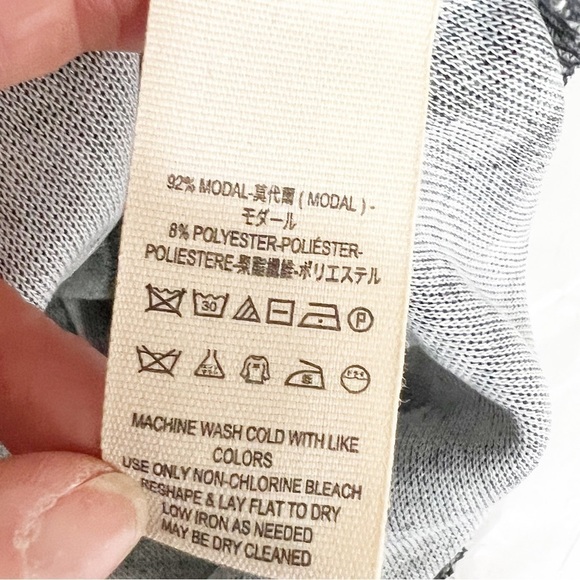 92% MODAL-莫代爾 ( MODAL ) -
モダール
8% POLYESTER-POLIÉSTER-
POLIESTERE-聚酯纖維-ポリエステル
30 P
MACHINE WASH COLD WITH LIKE
COLORS
USE ONLY NON-CHLORINE BLEACH
RESHAPE & LAY FLAT TO DRY
LOW IRON AS NEEDED
MAY BE DRY CLEANED